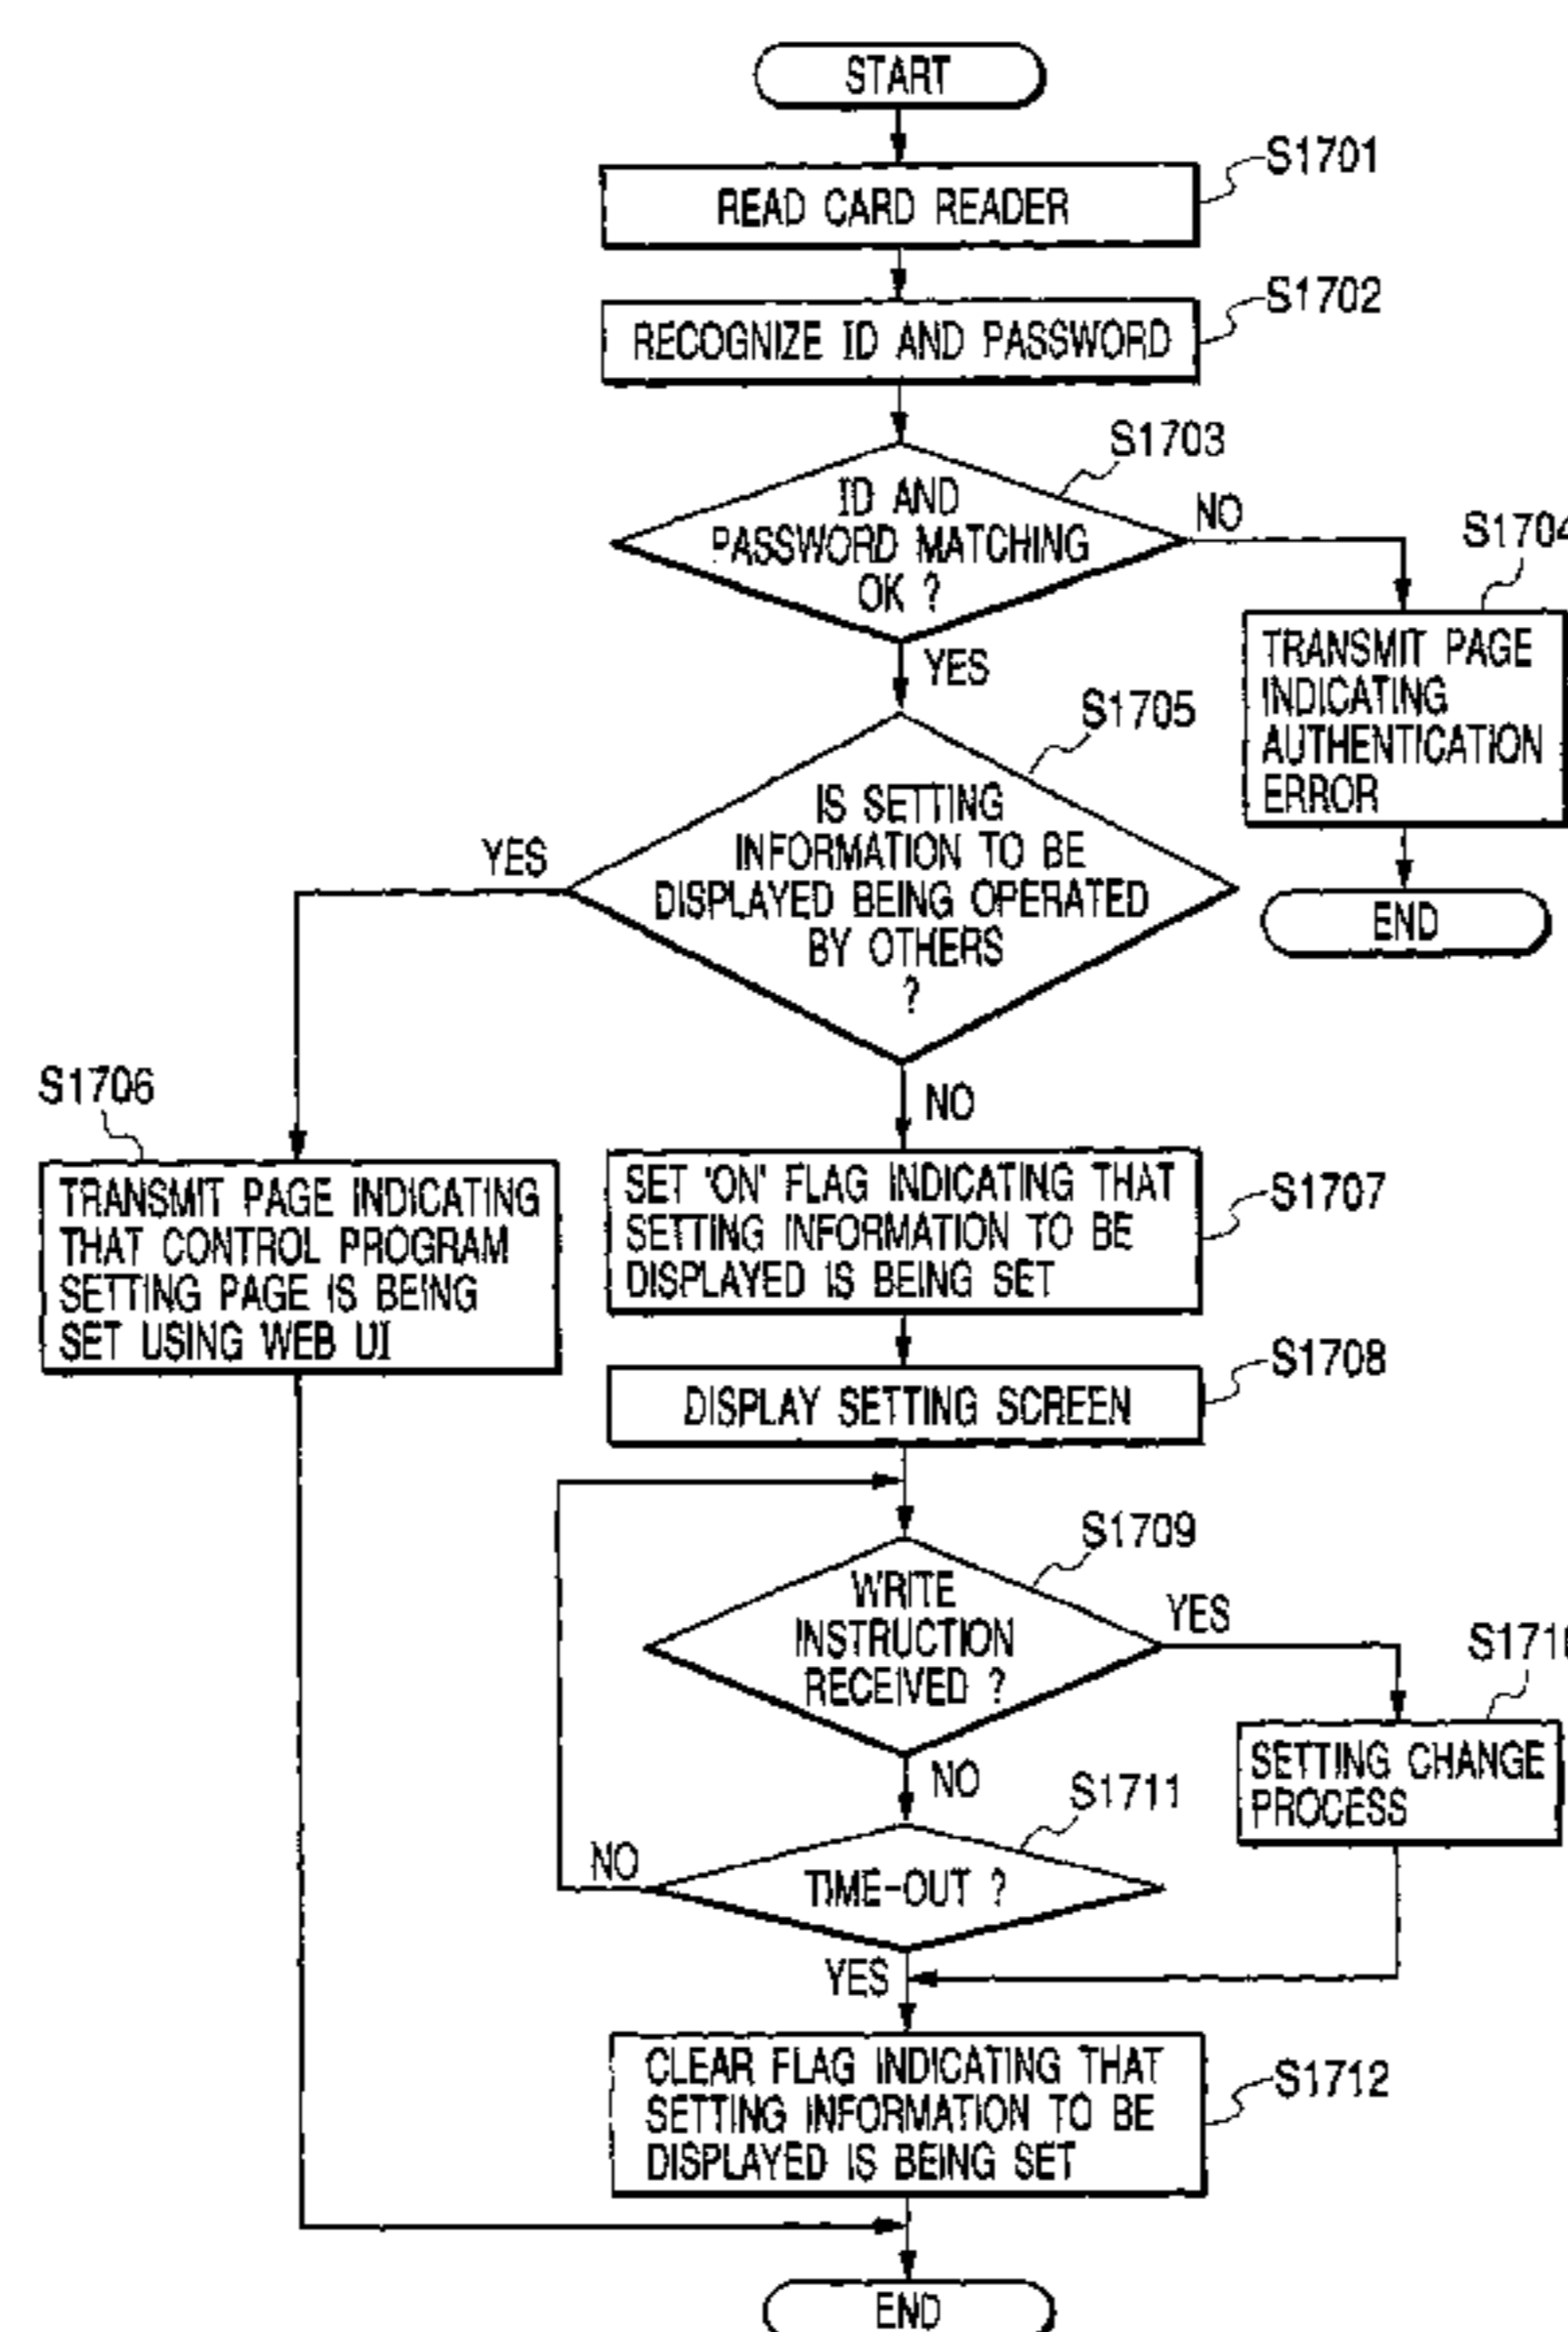 START
S1701
READ CARD READER
S1702
RECOGNIZE ID AND PASSWORD
S1703
ID AND
PASSWORD MATCHING
OK ?
NO
S1704
TRANSMIT PAGE
INDICATING
AUTHENTICATION
ERROR
END
YES
S1705
IS SETTING
INFORMATION TO BE
DISPLAYED BEING OPERATED
BY OTHERS
?
YES
NO
S1706
TRANSMIT PAGE INDICATING
THAT CONTROL PROGRAM
SETTING PAGE IS BEING
SET USING WEB UI
SET 'ON' FLAG INDICATING THAT
SETTING INFORMATION TO BE
DISPLAYED IS BEING SET
S1707
S1708
DISPLAY SETTING SCREEN
S1709
WRITE
INSTRUCTION
RECEIVED ?
YES
S1710
SETTING CHANGE
PROCESS
NO
S1711
TIME-OUT ?
NO
YES
CLEAR FLAG INDICATING THAT
SETTING INFORMATION TO BE
DISPLAYED IS BEING SET
S1712
END